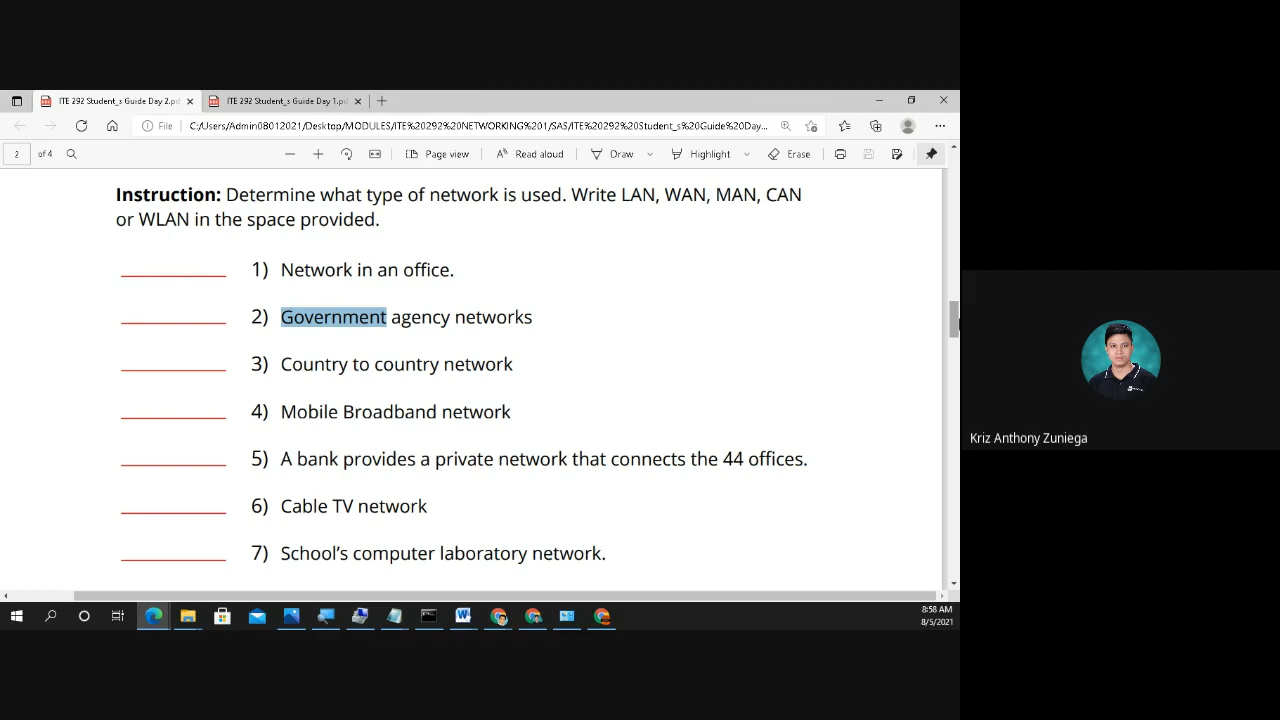 ITE 292 Student_s Guide Day 2.pd
ITE 292 Student_s Guide Day 1.pd
File
C:/Users/Admin08012021/Desktop/MODULES/ITE%20292%20NETWORKING%201/SAS/ITE%20292%20Student_s%20Guide%20Day...
2 of 4
Page view
Read aloud
Draw
Highlight
Erase
Instruction: Determine what type of network is used. Write LAN, WAN, MAN, CAN
or WLAN in the space provided.
1) Network in an office.
2) Government agency networks
3) Country to country network
4) Mobile Broadband network
5) A bank provides a private network that connects the 44 offices.
6) Cable TV network
7) School's computer laboratory network.
Kriz Anthony Zuniega
8:58 AM
8/5/2021